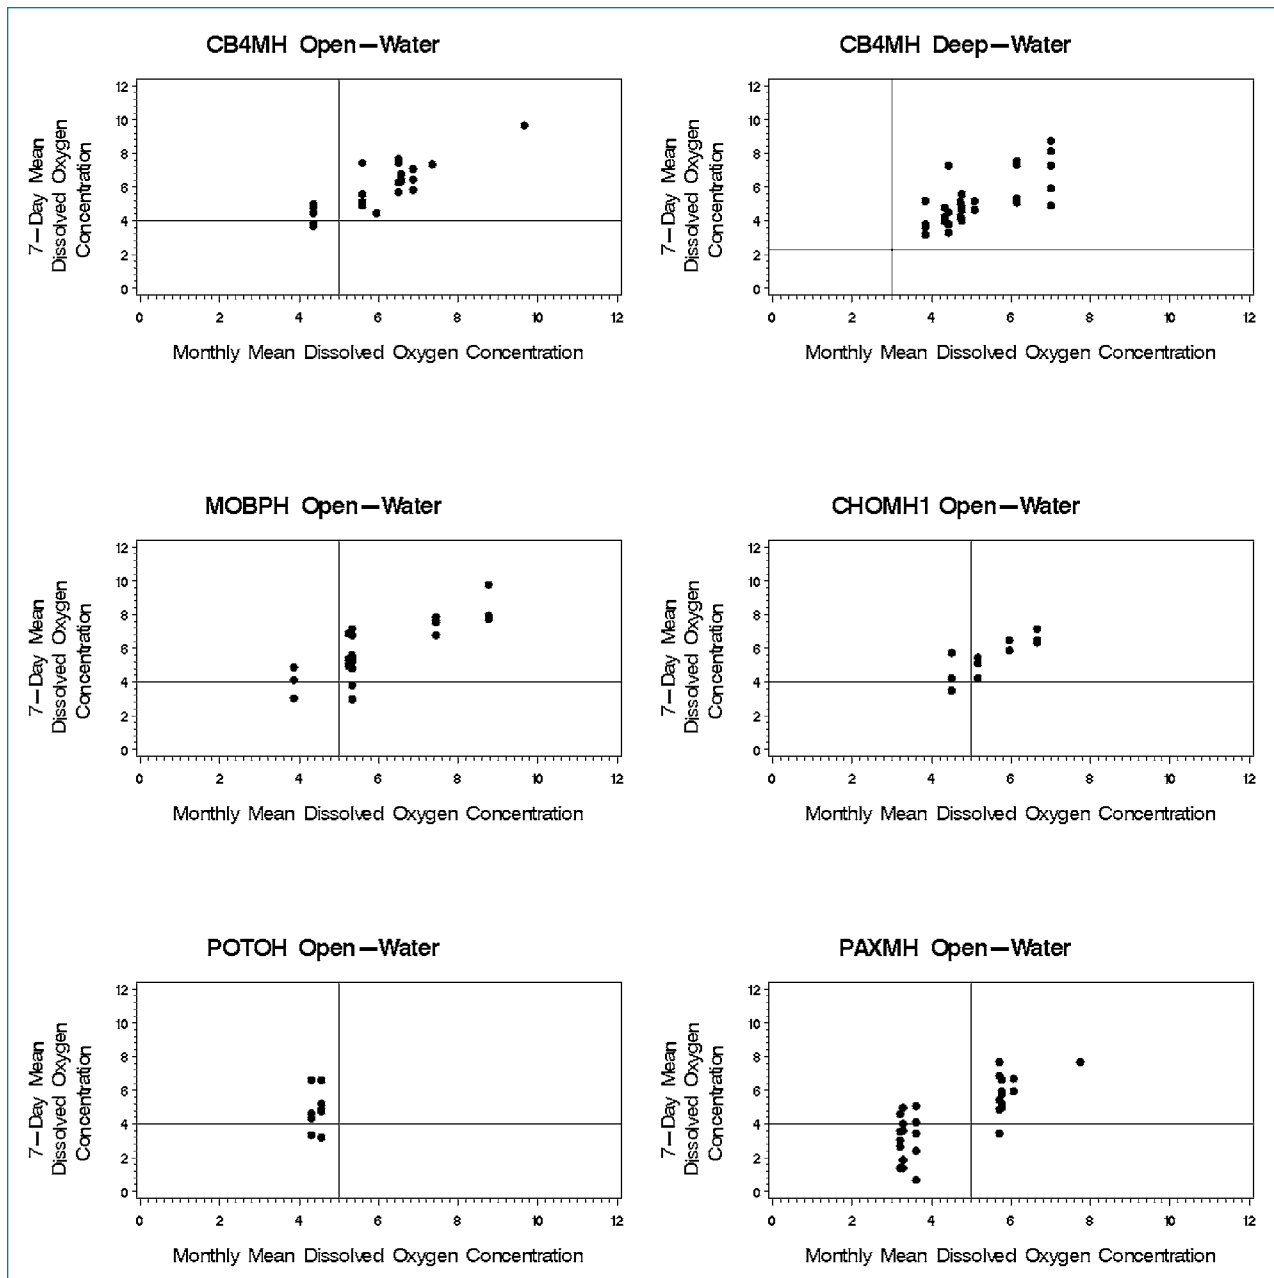 CB4MH Open–Water
7–Day Mean
Dissolved Oxygen
Concentration
12
10
8
6
4
2
0
0 2 4 6 8 10 12
Monthly Mean Dissolved Oxygen Concentration
CB4MH Deep–Water
7–Day Mean
Dissolved Oxygen
Concentration
12
10
8
6
4
2
0
0 2 4 6 8 10 12
Monthly Mean Dissolved Oxygen Concentration
MOBPH Open–Water
7–Day Mean
Dissolved Oxygen
Concentration
12
10
8
6
4
2
0
0 2 4 6 8 10 12
Monthly Mean Dissolved Oxygen Concentration
CHOMH1 Open–Water
7–Day Mean
Dissolved Oxygen
Concentration
12
10
8
6
4
2
0
0 2 4 6 8 10 12
Monthly Mean Dissolved Oxygen Concentration
POTOH Open–Water
7–Day Mean
Dissolved Oxygen
Concentration
12
10
8
6
4
2
0
0 2 4 6 8 10 12
Monthly Mean Dissolved Oxygen Concentration
PAXMH Open–Water
7–Day Mean
Dissolved Oxygen
Concentration
12
10
8
6
4
2
0
0 2 4 6 8 10 12
Monthly Mean Dissolved Oxygen Concentration